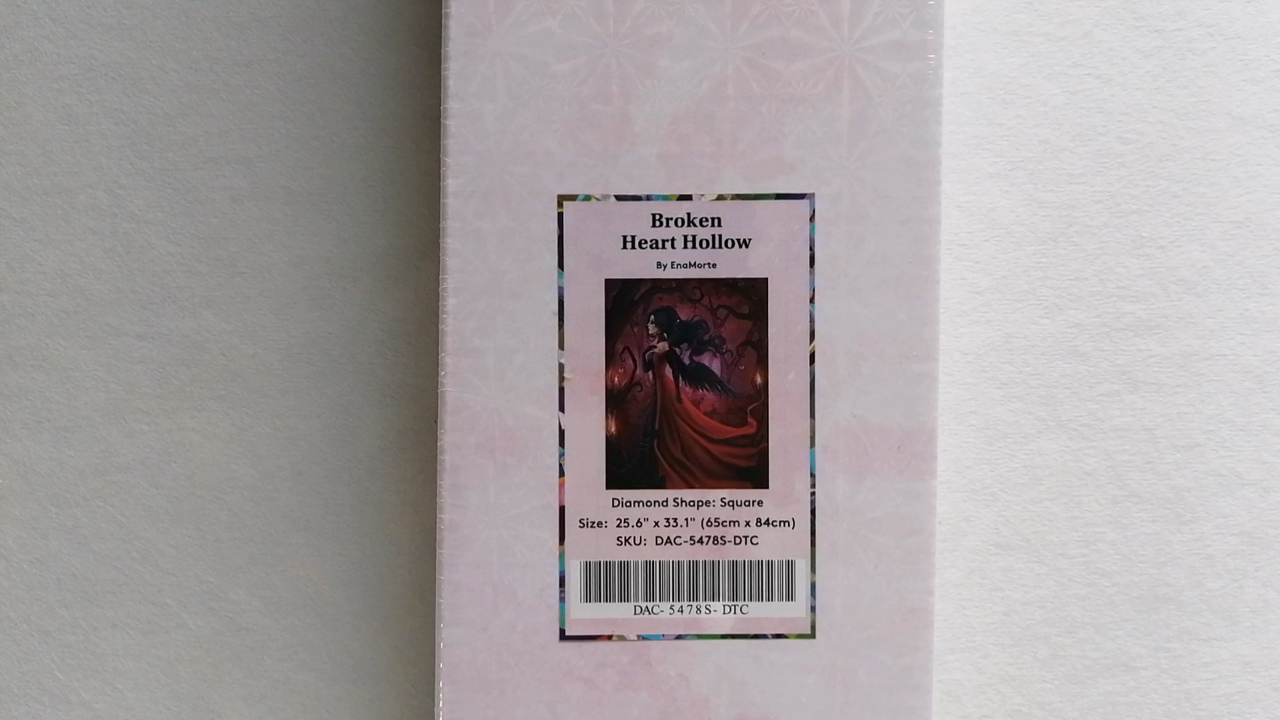 Broken
Heart Hollow
By EnaMorte
Diamond Shape: Square
Size: 25.6" x 33.1" (65cm x 84cm)
SKU: DAC-5478S-DTC
DAC- 5478S- DTC